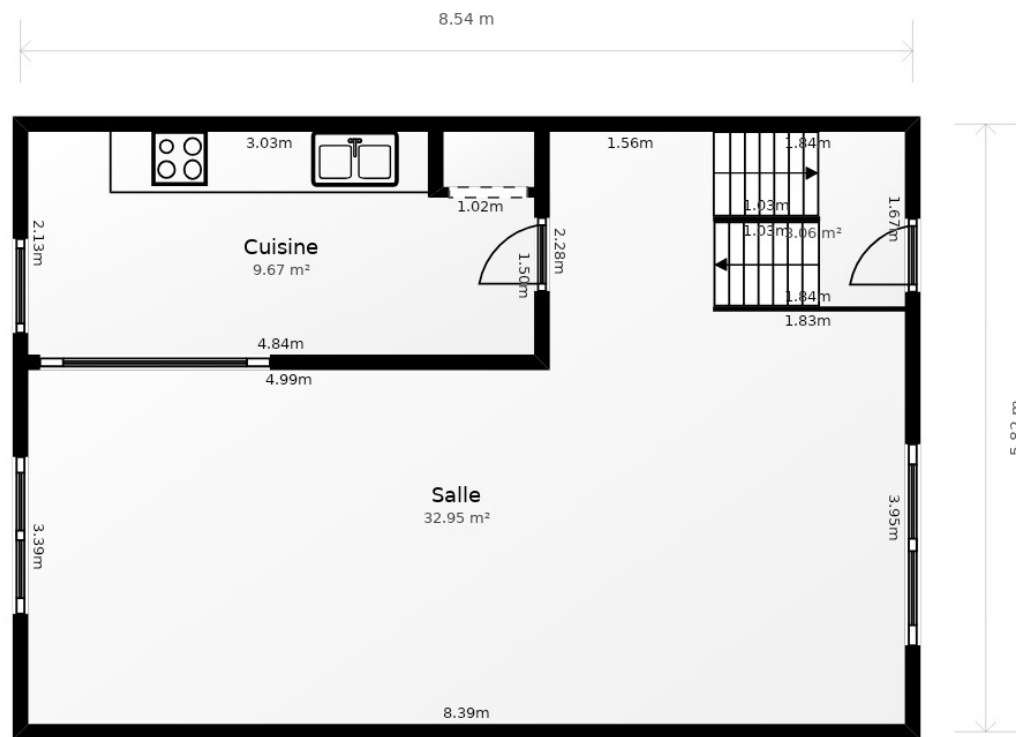 8.54 m
3.03m
1.56m
1.84m
1.02m
1.03m
1.67m
2.13m
Cuisine
9.67 m²
1.50m
2.28m
1.03m
3.06 m²
1.84m
1.83m
4.84m
4.99m
Salle
32.95 m²
3.39m
3.95m
8.39m